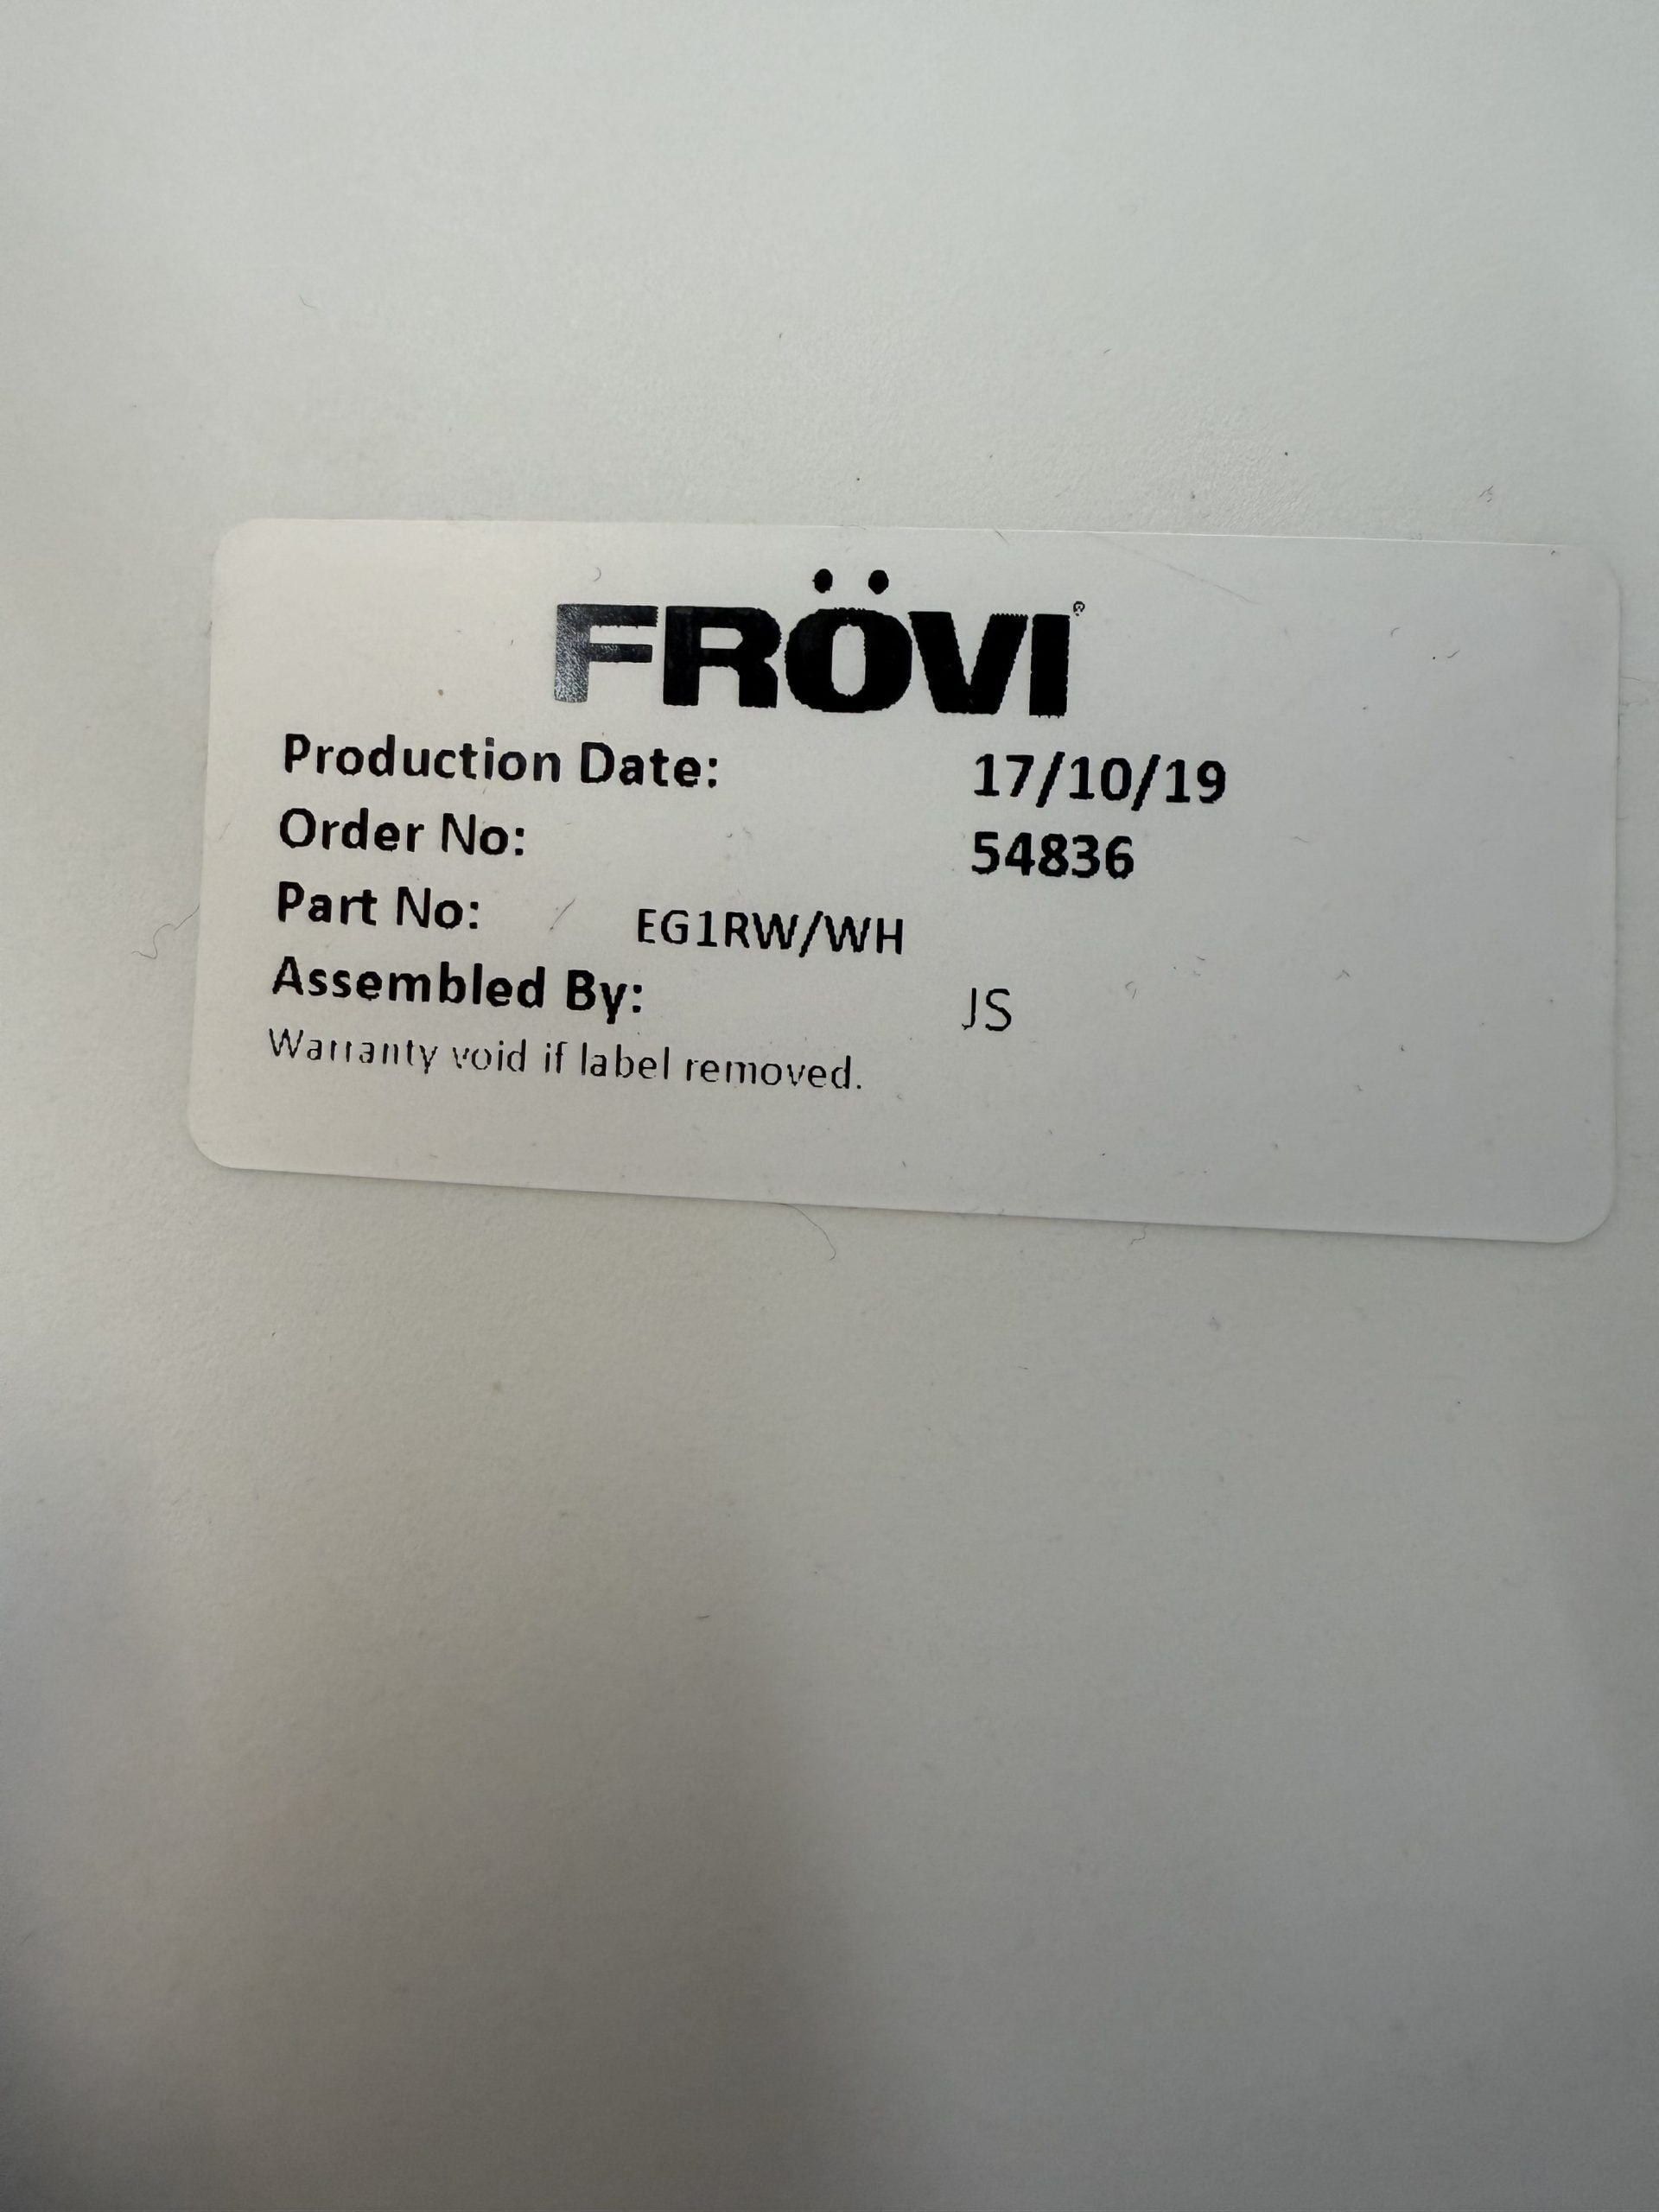 FRÖVI®
Production Date: 17/10/19
Order No: 54836
Part No: EG1RW/WH
Assembled By: JS
Warranty void if label removed.